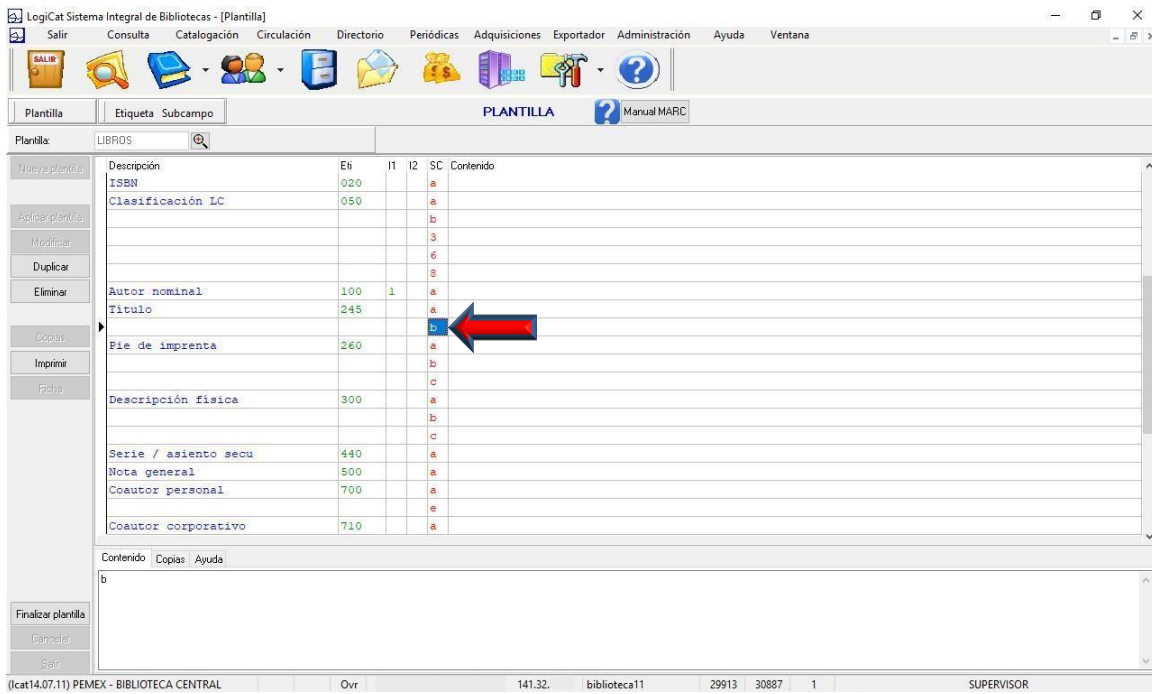 LogiCat Sistema Integral de Bibliotecas - [Plantilla]
Salir Consulta Catalogación Circulación Directorio Periódicas Adquisiciones Exportador Administración Ayuda Ventana
SALIR
Plantilla Etiqueta Subcampo PLANTILLA Manual MARC
Plantilla: LIBROS
Nueva plantilla
Aplicar plantilla
Modificar
Duplicar
Eliminar
Copias
Imprimir
Ficha
Descripción Eti I1 I2 SC Contenido
ISBN 020 a
Clasificación LC 050 a
b
3
6
8
Autor nominal 100 1 a
Título 245 a
b
Pie de imprenta 260 a
b
c
Descripción física 300 a
b
c
Serie / asiento secu 440 a
Nota general 500 a
Coautor personal 700 a
e
Coautor corporativo 710 a
Contenido Copias Ayuda
b
Finalizar plantilla
Cancelar
Salir
(lcat14.07.11) PEMEX - BIBLIOTECA CENTRAL Ovr 141.32. biblioteca11 29913 30887 1 SUPERVISOR